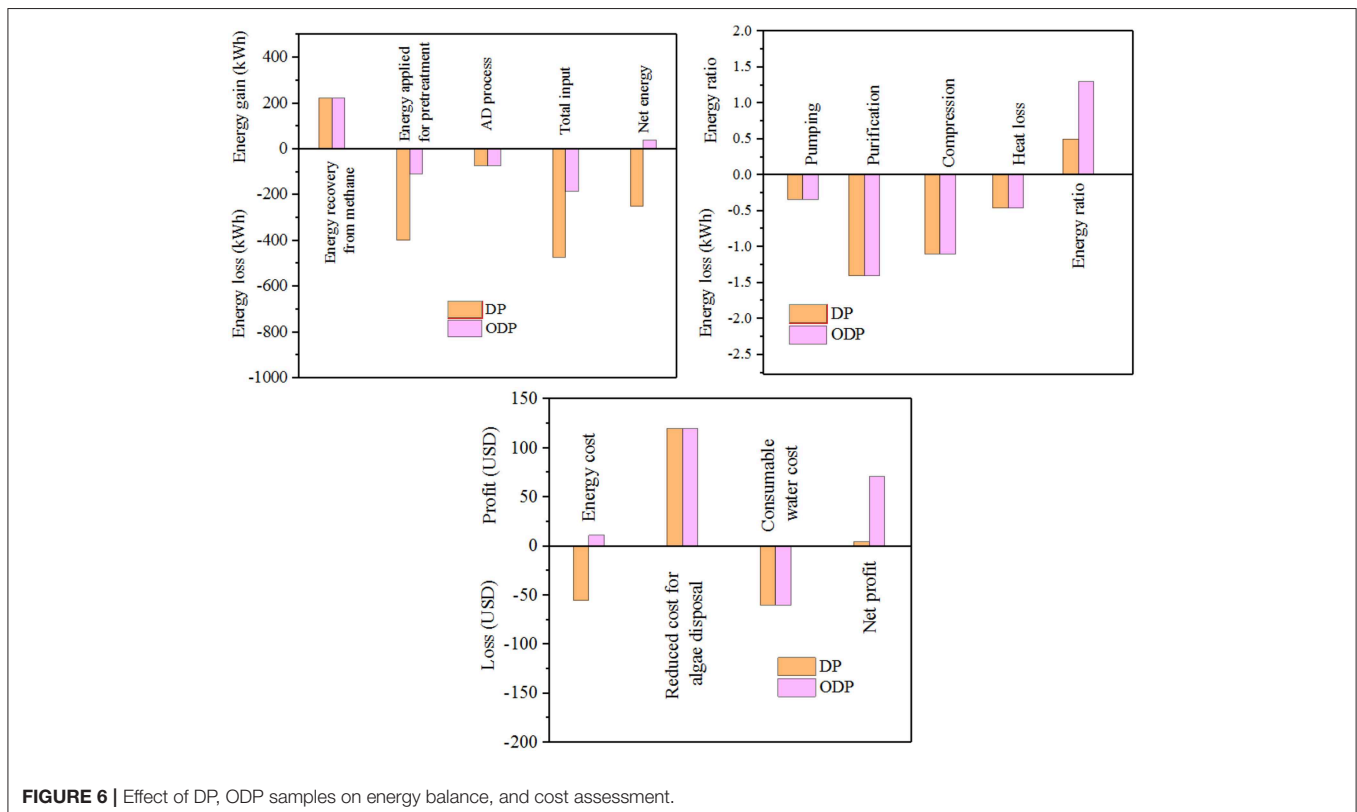 Energy gain (kWh)
Energy loss (kWh)
400
200
0
-200
-400
-600
-800
-1000
Energy recovery
from methane
Energy applied
for pretreatment
AD process
Total input
Net energy
DP
ODP
Energy ratio
Energy loss (kWh)
2.0
1.5
1.0
0.5
0.0
-0.5
-1.0
-1.5
-2.0
-2.5
Pumping
Purification
Compression
Heat loss
Energy ratio
DP
ODP
Profit (USD)
Loss (USD)
150
100
50
0
-50
-100
-150
-200
Energy cost
Reduced cost for
algae disposal
Consumable
water cost
Net profit
DP
ODP
FIGURE 6 | Effect of DP, ODP samples on energy balance, and cost assessment.